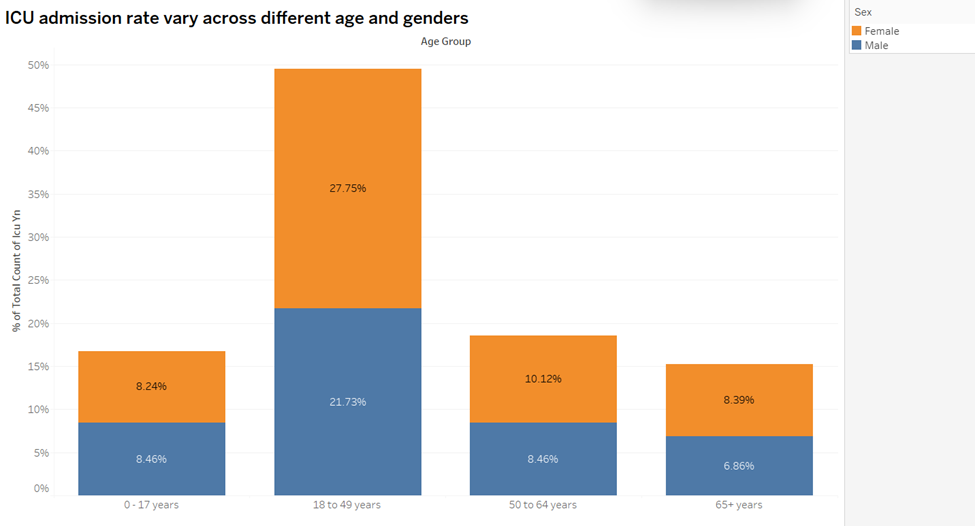 ICU admission rate vary across different age and genders
Age Group
Sex
Female
Male
% of Total Count of Icu Yn
50%
45%
40%
35%
30%
25%
20%
15%
10%
5%
0%
8.24%
8.46%
27.75%
21.73%
10.12%
8.46%
8.39%
6.86%
0 - 17 years
18 to 49 years
50 to 64 years
65+ years